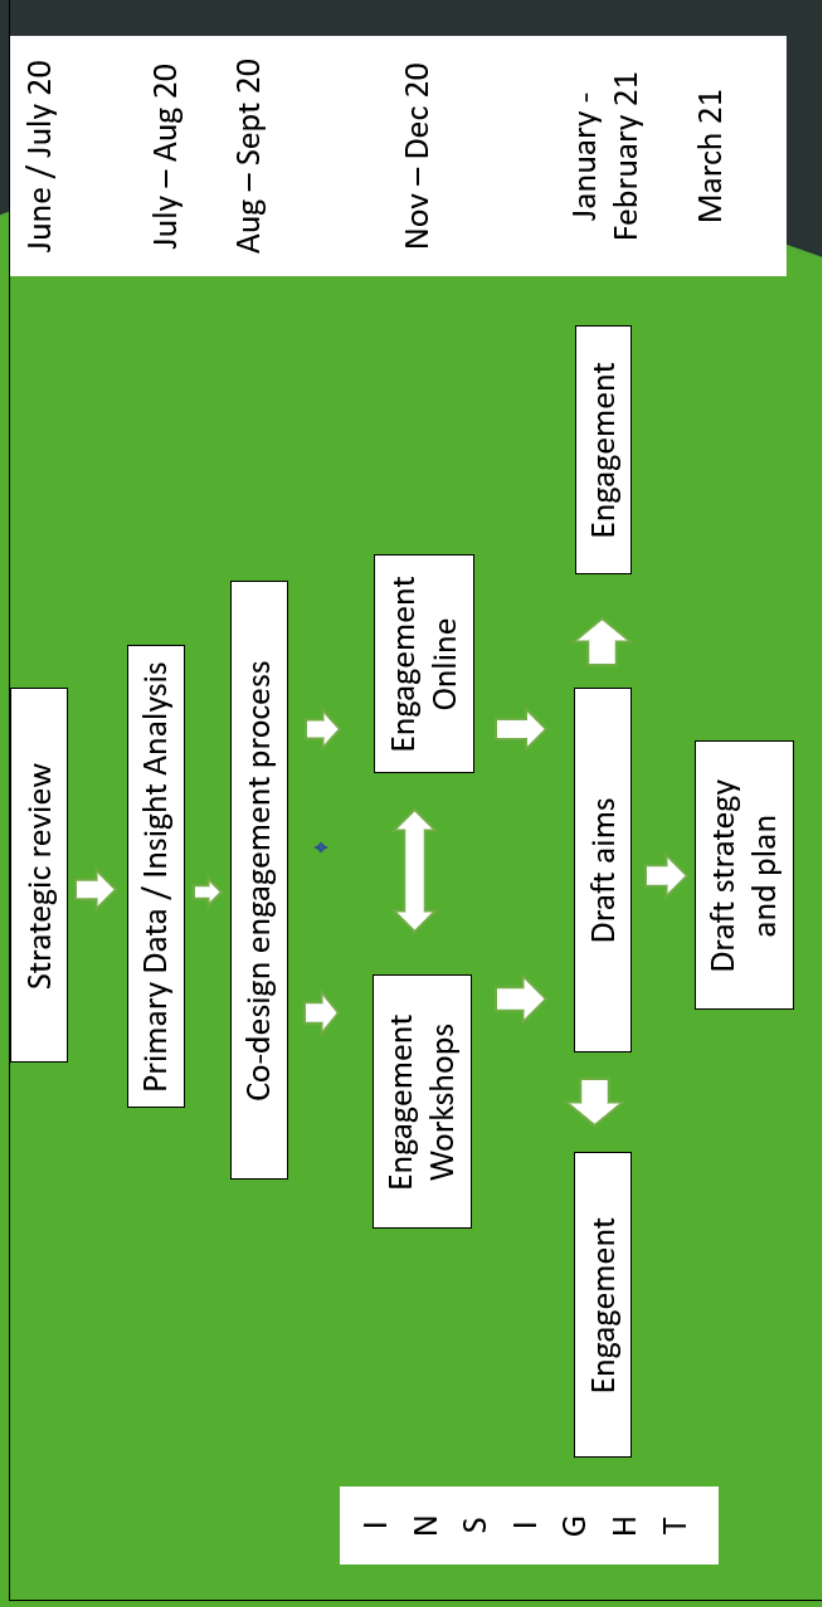 Strategic review
June / July 20
Primary Data / Insight Analysis
July – Aug 20
Co-design engagement process
Aug – Sept 20
Engagement
Workshops
Engagement
Online
Nov – Dec 20
Engagement
Draft aims
Engagement
January -
February 21
Draft strategy
and plan
March 21
I
N
S
I
G
H
T